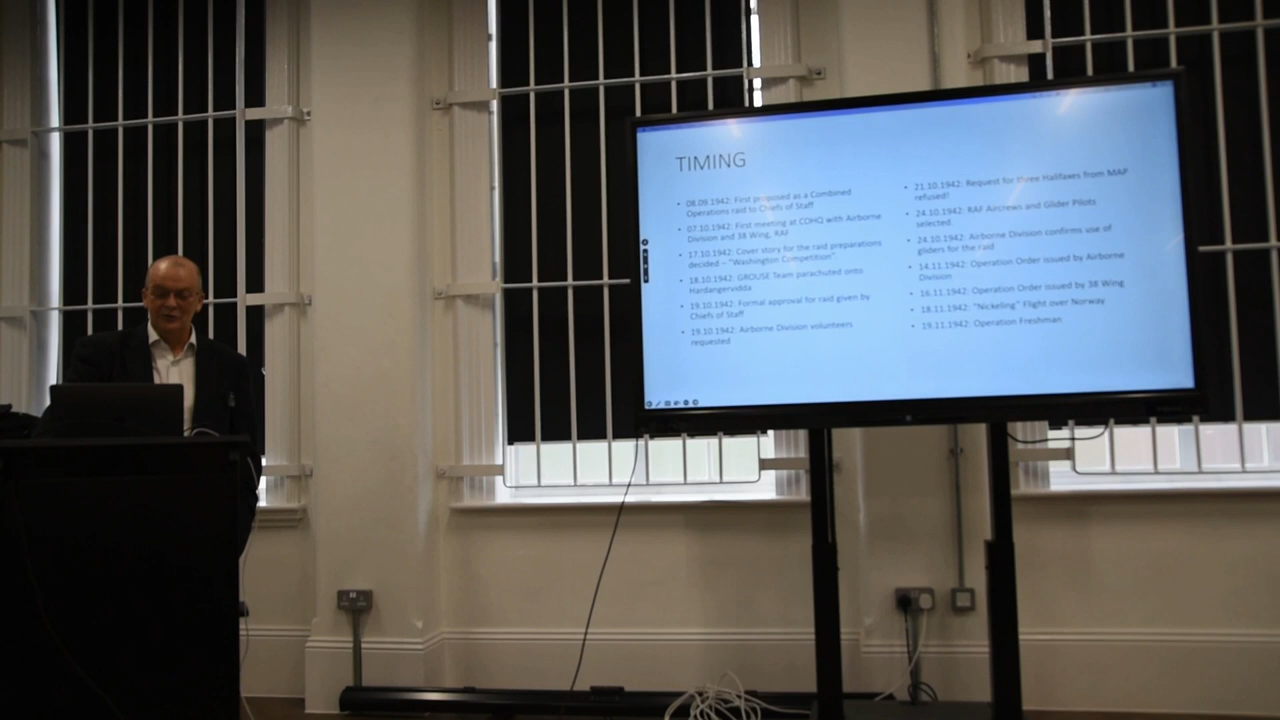 TIMING
• 08.09.1942: First proposed as a Combined
Operations raid to Chiefs of Staff
• 07.10.1942: First meeting at COHQ with Airborne
Division and 38 Wing, RAF
• 17.10.1942: Cover story for the raid preparations
decided – "Washington Competition".
• 18.10.1942: GROUSE Team parachuted onto
Hardangervidda
• 19.10.1942: Formal approval for raid given by
Chiefs of Staff
• 19.10.1942: Airborne Division volunteers
requested
• 21.10.1942: Request for three Halifaxes from MAP
refused!
• 24.10.1942: RAF Aircrews and Glider Pilots
selected.
• 24.10.1942: Airborne Division confirms use of
gliders for the raid
• 14.11.1942: Operation Order issued by Airborne
Division
• 16.11.1942: Operation Order issued by 38 Wing
• 18.11.1942: "Nickeling" Flight over Norway
• 19.11.1942: Operation Freshman